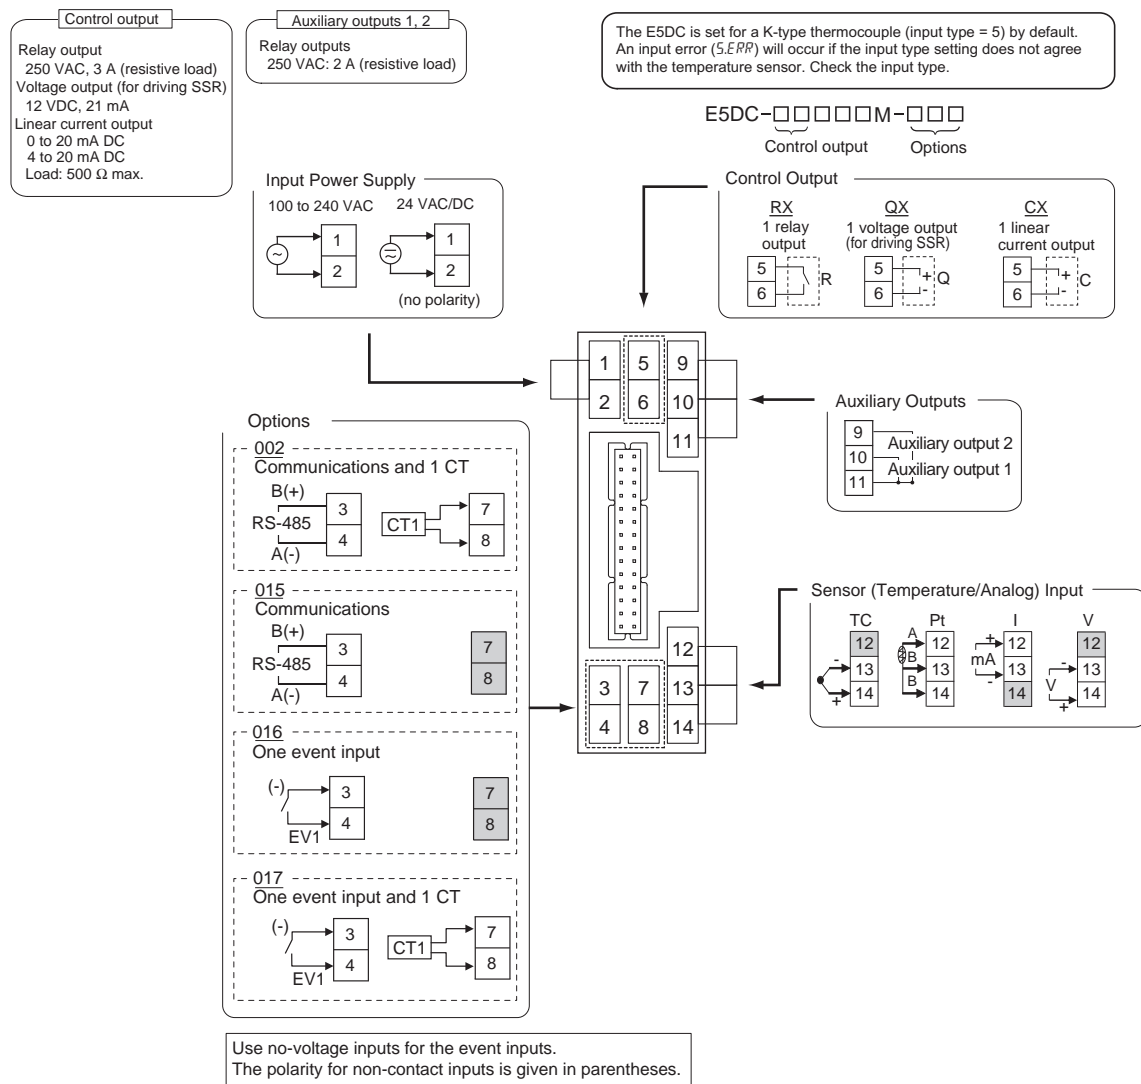 Control output
Relay output
250 VAC, 3 A (resistive load)
Voltage output (for driving SSR)
12 VDC, 21 mA
Linear current output
0 to 20 mA DC
4 to 20 mA DC
Load: 500 Ω max.
Auxiliary outputs 1, 2
Relay outputs
250 VAC: 2 A (resistive load)
The E5DC is set for a K-type thermocouple (input type = 5) by default.
An input error (S.ERR) will occur if the input type setting does not agree
with the temperature sensor. Check the input type.
E5DC-□□□□□M-□□□
Control output
Options
Input Power Supply
100 to 240 VAC
24 VAC/DC
1
2
1
2
(no polarity)
Control Output
RX
1 relay
output
5
6
R
QX
1 voltage output
(for driving SSR)
5
6
+
-
Q
CX
1 linear
current output
5
6
+
-
C
1 5 9
2 6 10
11
Auxiliary Outputs
9
10
11
Auxiliary output 2
Auxiliary output 1
Options
002
Communications and 1 CT
B(+)
RS-485
A(-)
3
4
CT1
7
8
015
Communications
B(+)
RS-485
A(-)
3
4
7
8
016
One event input
(-)
EV1
3
4
7
8
017
One event input and 1 CT
(-)
EV1
3
4
CT1
7
8
12
3 7 13
4 8 14
Sensor (Temperature/Analog) Input
TC
12
13
14
-
+
Pt
A
B
B
12
13
14
I
+
mA
-
12
13
14
V
-
V
+
12
13
14
Use no-voltage inputs for the event inputs.
The polarity for non-contact inputs is given in parentheses.